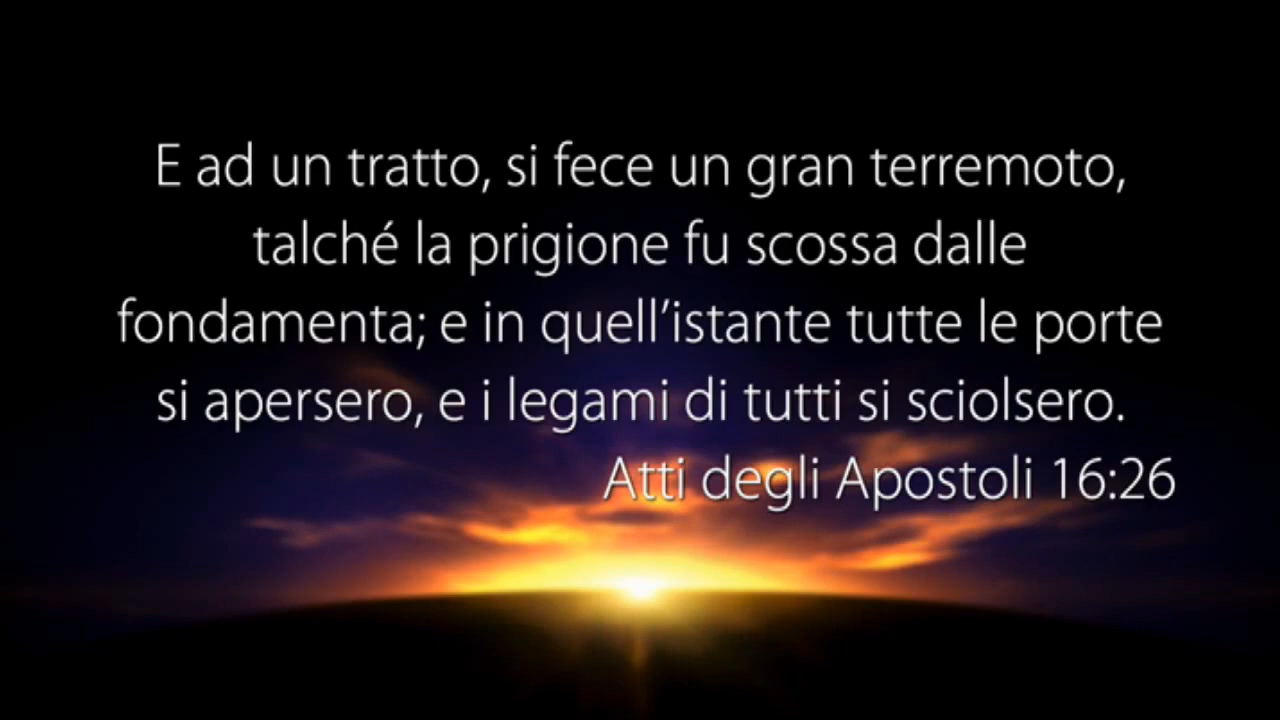 E ad un tratto, si fece un gran terremoto,
talché la prigione fu scossa dalle
fondamenta; e in quell’istante tutte le porte
si apersero, e i legami di tutti si sciolsero.
Atti degli Apostoli 16:26